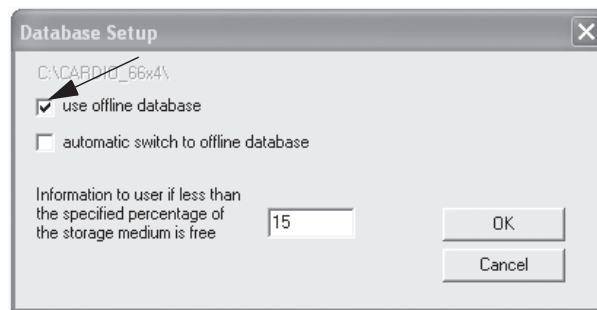 Database Setup
C:\CARDIO_66x4\
use offline database
automatic switch to offline database
Information to user if less than
the specified percentage of
the storage medium is free
15
OK
Cancel